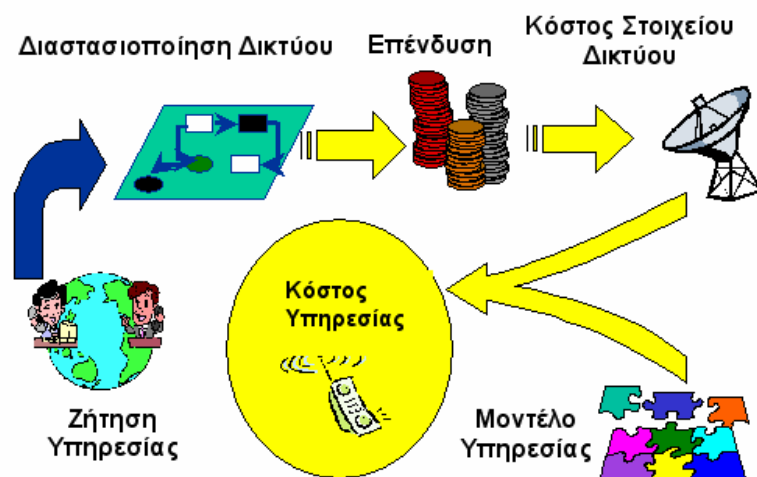 Διαστασιοποίηση Δικτύου
Επένδυση
Κόστος Στοιχείου
Δικτύου
Κόστος
Υπηρεσίας
Ζήτηση
Υπηρεσίας
Μοντέλο
Υπηρεσίας